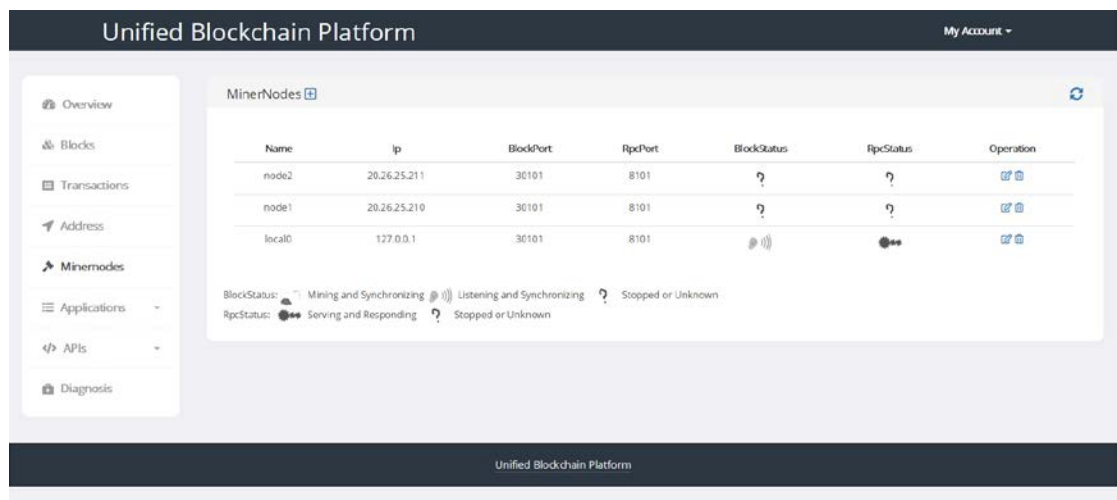 Unified Blockchain Platform
My Account
Overview
Blocks
Transactions
Address
Minernodes
Applications
APIs
Diagnosis
MinerNodes
Name Ip BlockPort RpcPort BlockStatus RpcStatus Operation
node2 20.26.25.211 30101 8101 ? ?
node1 20.26.25.210 30101 8101 ? ?
local0 127.0.0.1 30101 8101
BlockStatus: Mining and Synchronizing Listening and Synchronizing ? Stopped or Unknown
RpcStatus: Serving and Responding ? Stopped or Unknown
Unified Blockchain Platform